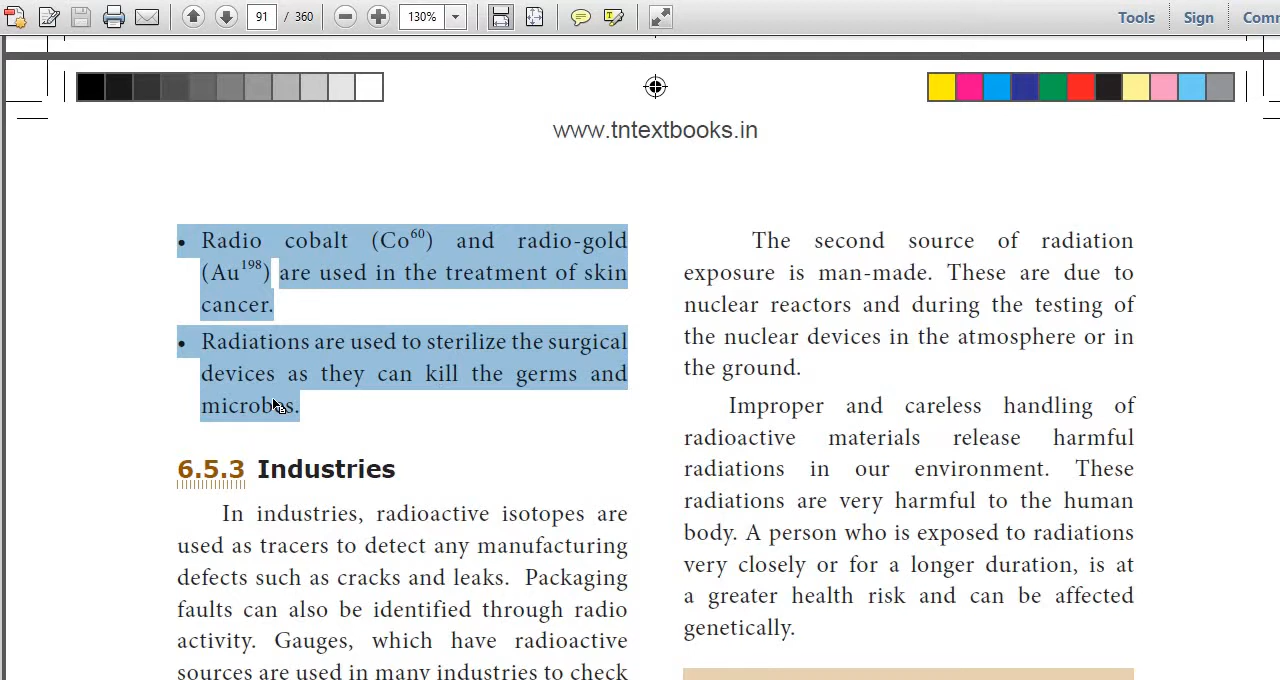 91 / 360 130% Tools Sign Comm
www.tntextbooks.in
• Radio cobalt (Co60) and radio-gold
(Au198) are used in the treatment of skin
cancer.
• Radiations are used to sterilize the surgical
devices as they can kill the germs and
microbes.
6.5.3 Industries
In industries, radioactive isotopes are
used as tracers to detect any manufacturing
defects such as cracks and leaks. Packaging
faults can also be identified through radio
activity. Gauges, which have radioactive
sources are used in many industries to check
The second source of radiation
exposure is man-made. These are due to
nuclear reactors and during the testing of
the nuclear devices in the atmosphere or in
the ground.
Improper and careless handling of
radioactive materials release harmful
radiations in our environment. These
radiations are very harmful to the human
body. A person who is exposed to radiations
very closely or for a longer duration, is at
a greater health risk and can be affected
genetically.